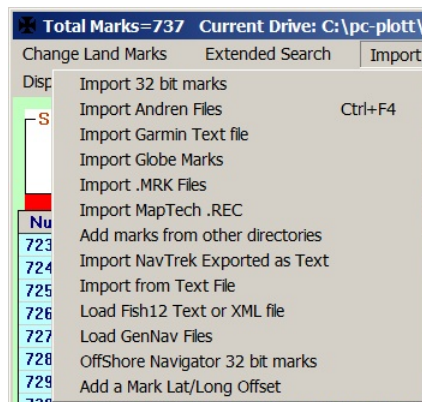 Total Marks=737 Current Drive: C:\pc-plott\
Change Land Marks Extended Search Import
Disp
Import 32 bit marks
Import Andren Files Ctrl+F4
S
Import Garmin Text file
Import Globe Marks
Import .MRK Files
Import MapTech .REC
Nu
Add marks from other directories
723
Import NavTrek Exported as Text
724
Import from Text File
725
Load Fish12 Text or XML file
726
Load GenNav Files
727
OffShore Navigator 32 bit marks
728
Add a Mark Lat/Long Offset
729